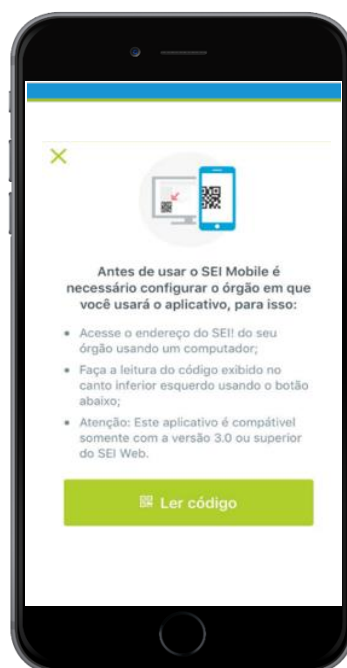 Antes de usar o SEI Mobile é
necessário configurar o órgão em que
você usará o aplicativo, para isso:
Acesse o endereço do SEI! do seu
órgão usando um computador;
Faça a leitura do código exibido no
canto inferior esquerdo usando o botão
abaixo;
Atenção: Este aplicativo é compátivel
somente com a versão 3.0 ou superior
do SEI Web.
Ler código